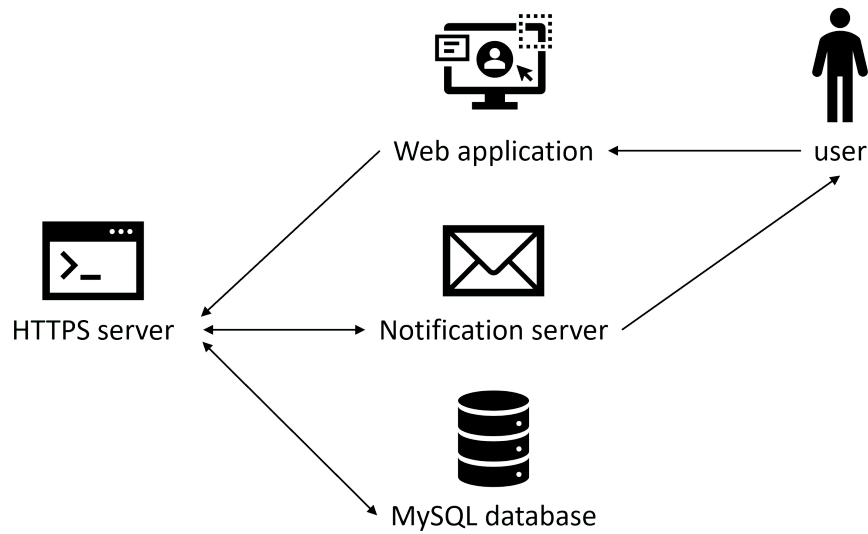 Web application
user
HTTPS server
Notification server
MySQL database